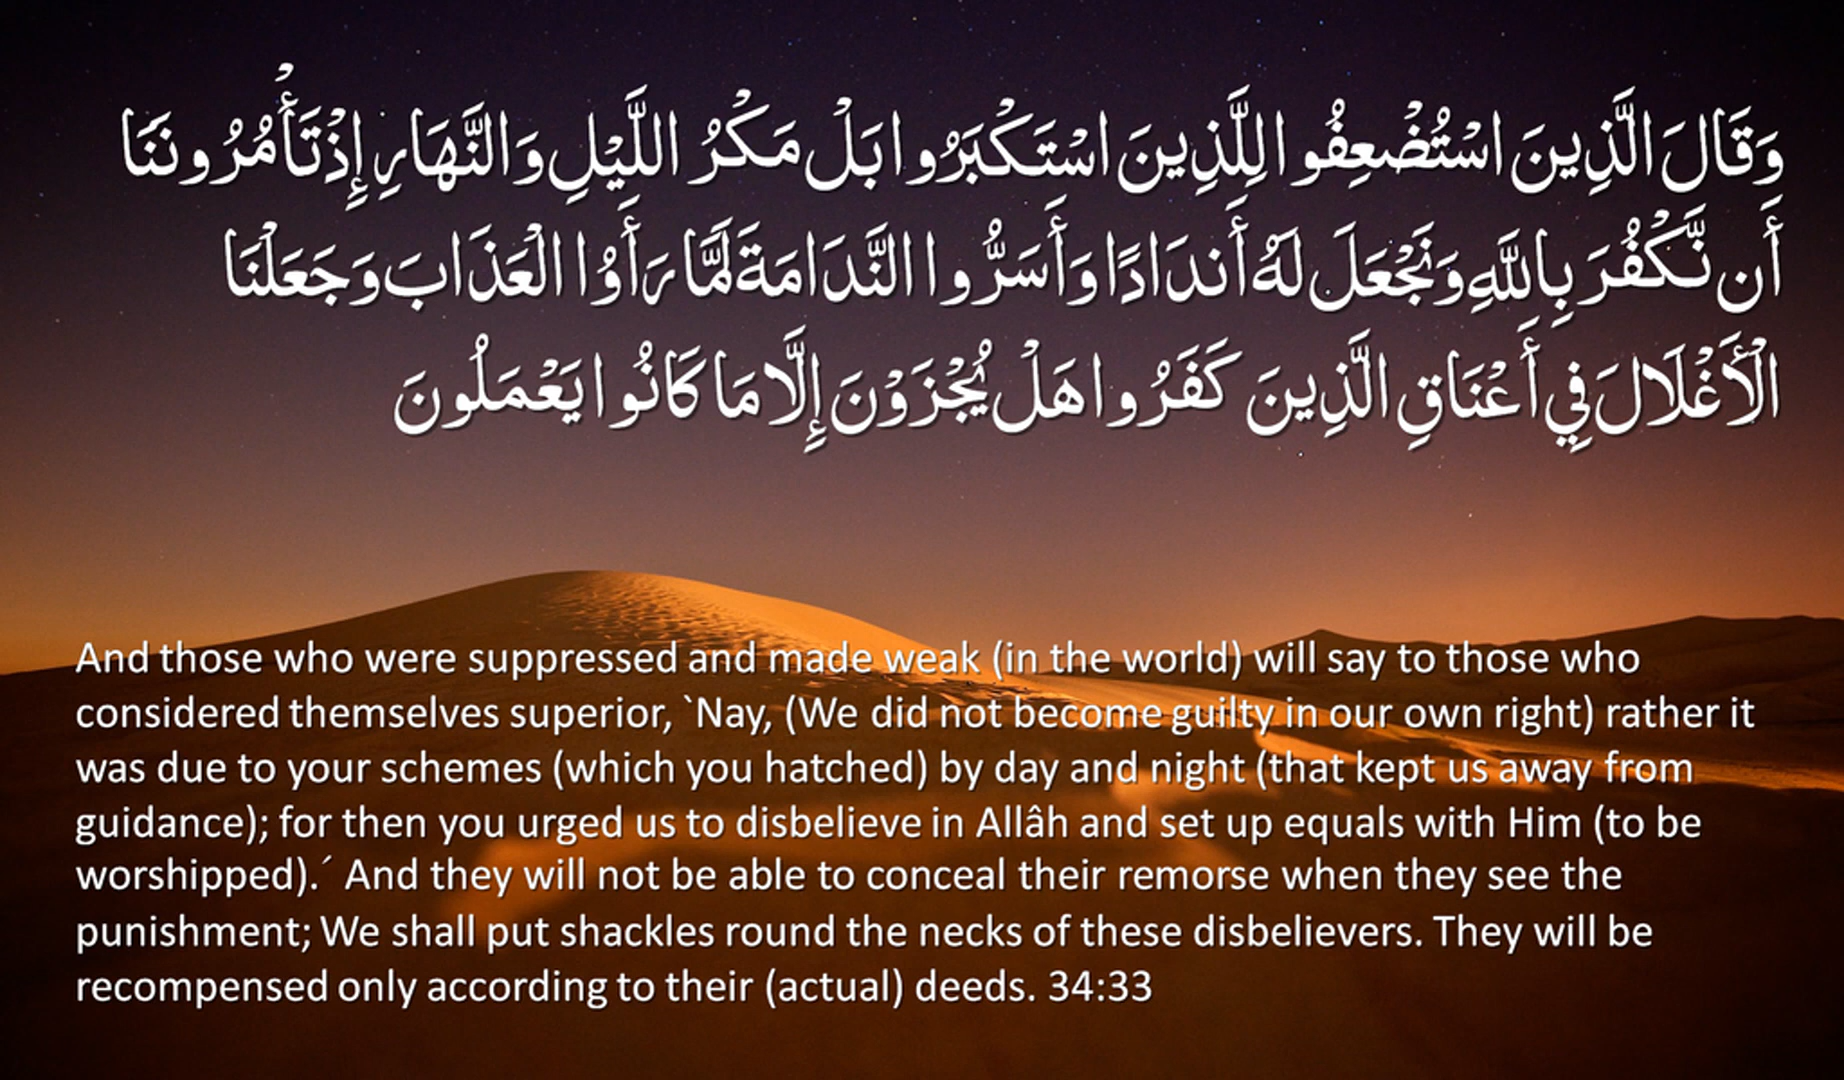 وَقَالَ الَّذِينَ اسْتُضْعِفُوا لِلَّذِينَ اسْتَكْبَرُوا بَلْ مَكْرُ اللَّيْلِ وَالنَّهَارِ إِذْ تَأْمُرُونَنَا
أَن نَّكْفُرَ بِاللَّهِ وَنَجْعَلَ لَهُ أَندَادًا وَأَسَرُّوا النَّدَامَةَ لَمَّا رَأَوُا الْعَذَابَ وَجَعَلْنَا
الْأَغْلَالَ فِي أَعْنَاقِ الَّذِينَ كَفَرُوا هَلْ يُجْزَوْنَ إِلَّا مَا كَانُوا يَعْمَلُونَ
And those who were suppressed and made weak (in the world) will say to those who
considered themselves superior, `Nay, (We did not become guilty in our own right) rather it
was due to your schemes (which you hatched) by day and night (that kept us away from
guidance); for then you urged us to disbelieve in Allâh and set up equals with Him (to be
worshipped).´ And they will not be able to conceal their remorse when they see the
punishment; We shall put shackles round the necks of these disbelievers. They will be
recompensed only according to their (actual) deeds. 34:33